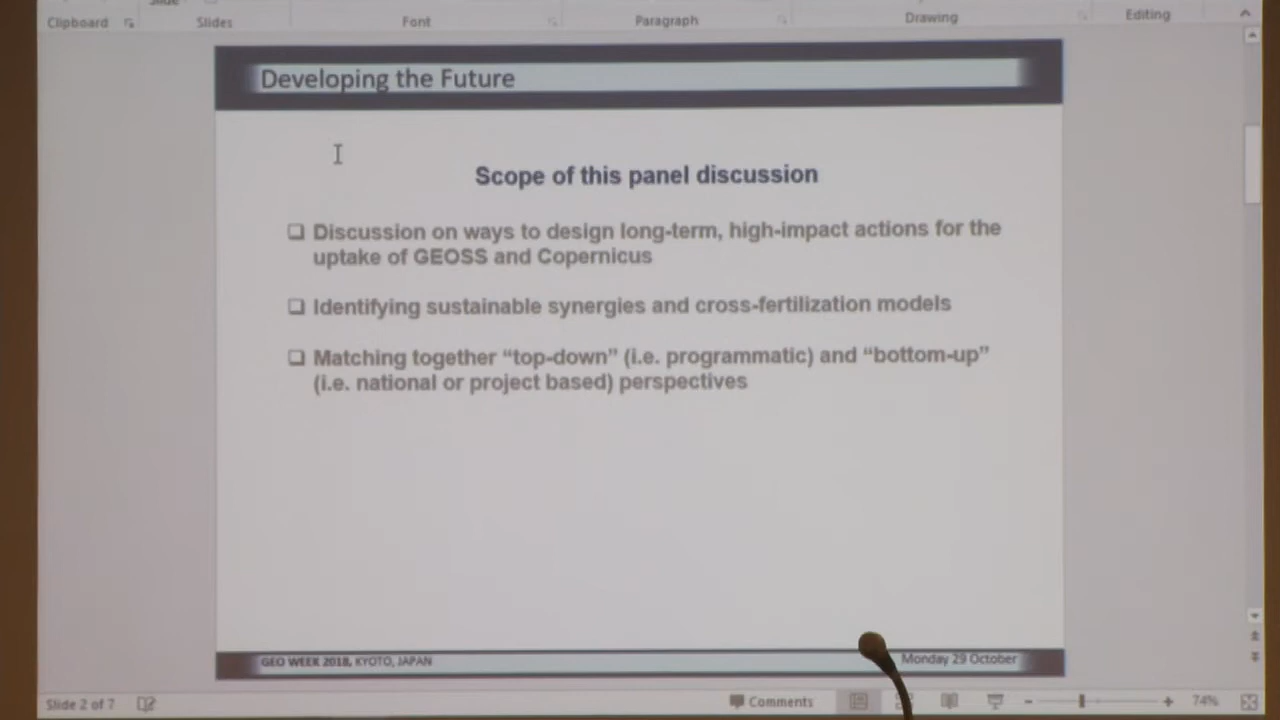 Slide
Clipboard
Slides
Font
Paragraph
Drawing
Editing
Developing the Future
Scope of this panel discussion
Discussion on ways to design long-term, high-impact actions for the
uptake of GEOSS and Copernicus
Identifying sustainable synergies and cross-fertilization models
Matching together “top-down” (i.e. programmatic) and “bottom-up”
(i.e. national or project based) perspectives
GEO WEEK 2018, KYOTO, JAPAN
Monday 29 October
Slide 2 of 7
Comments
74%